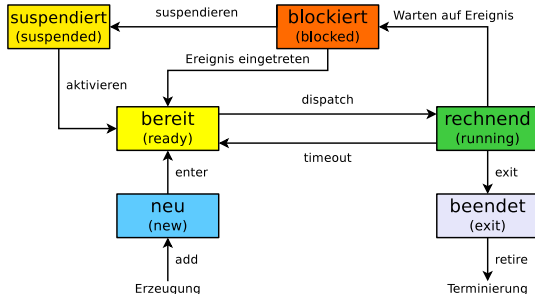 suspendiert
(suspended)
suspendieren
blockiert
(blocked)
Warten auf Ereignis
Ereignis eingetreten
aktivieren
bereit
(ready)
dispatch
rechnend
(running)
timeout
enter
exit
neu
(new)
beendet
(exit)
add
retire
Erzeugung
Terminierung